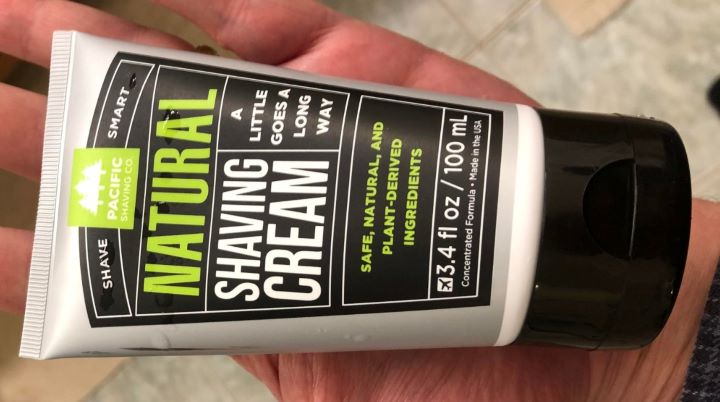 SHAVE SMART
PACIFIC
SHAVING CO.
NATURAL
SHAVING
CREAM
A
LITTLE
GOES A
LONG
WAY
SAFE, NATURAL, AND
PLANT-DERIVED
INGREDIENTS
3.4 fl oz / 100 mL
Concentrated Formula • Made in the USA